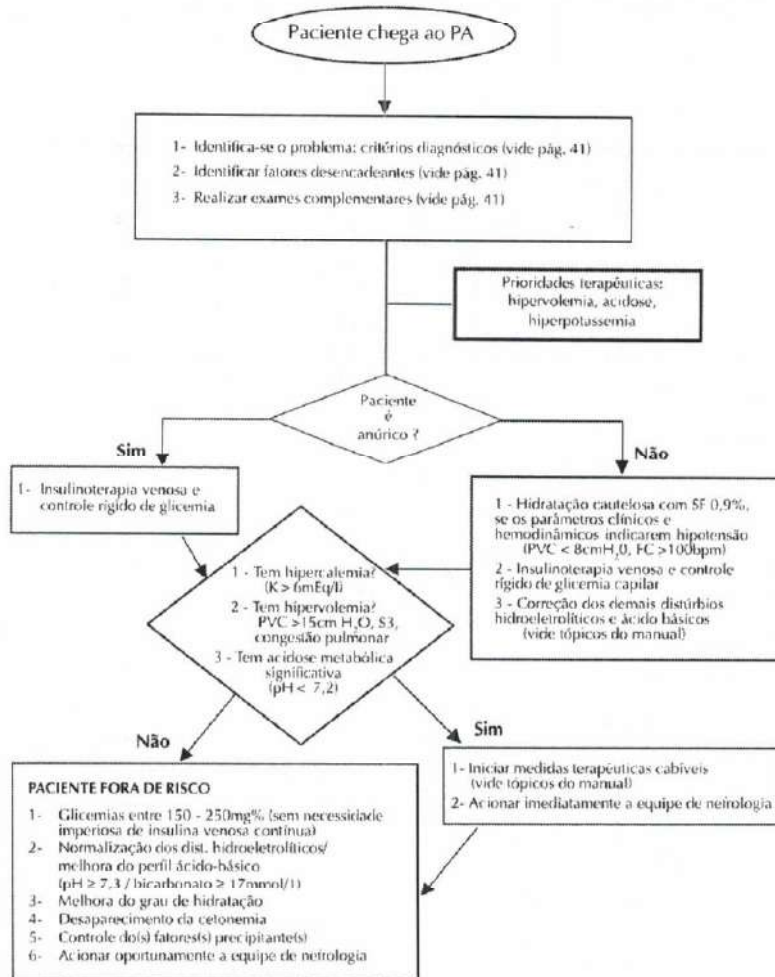 Paciente chega ao PA
1- Identifica-se o problema: critérios diagnósticos (vide pág. 41)
2- Identificar fatores desencadeantes (vide pág. 41)
3- Realizar exames complementares (vide pág. 41)
Prioridades terapêuticas:
hipervolemia, acidose,
hiperpotassemia
Paciente
é
anúrico ?
Sim
Não
1- Insulinoterapia venosa e
controle rígido de glicemia
1 - Hidratação cautelosa com SF 0,9%,
se os parâmetros clínicos e
hemodinâmicos indicarem hipotensão
(PVC < 8cmH₂0, FC >100bpm)
2 - Insulinoterapia venosa e controle
rígido de glicemia capilar
3 - Correção dos demais distúrbios
hidroeletrolíticos e ácido básicos
(vide tópicos do manual)
1 - Tem hipercalemia?
(K > 6mEq/l)
2 - Tem hipervolemia?
PVC >15cm H₂O, S3,
congestão pulmonar
3 - Tem acidose metabólica
significativa
(pH < 7,2)
Não
Sim
1- Iniciar medidas terapêuticas cabíveis
(vide tópicos do manual)
2- Acionar imediatamente a equipe de neirologia
PACIENTE FORA DE RISCO
1- Glicemias entre 150 - 250mg% (sem necessidade
imperiosa de insulina venosa contínua)
2- Normalização dos dist. hidroeletrolíticos/
melhora do perfil ácido-básico
(pH ≥ 7,3 / bicarbonato ≥ 17mmol/1)
3- Melhora do grau de hidratação
4- Desaparecimento da cetonemia
5- Controle do(s) fatores(s) precipitante(s)
6- Acionar oportunamente a equipe de neirologia